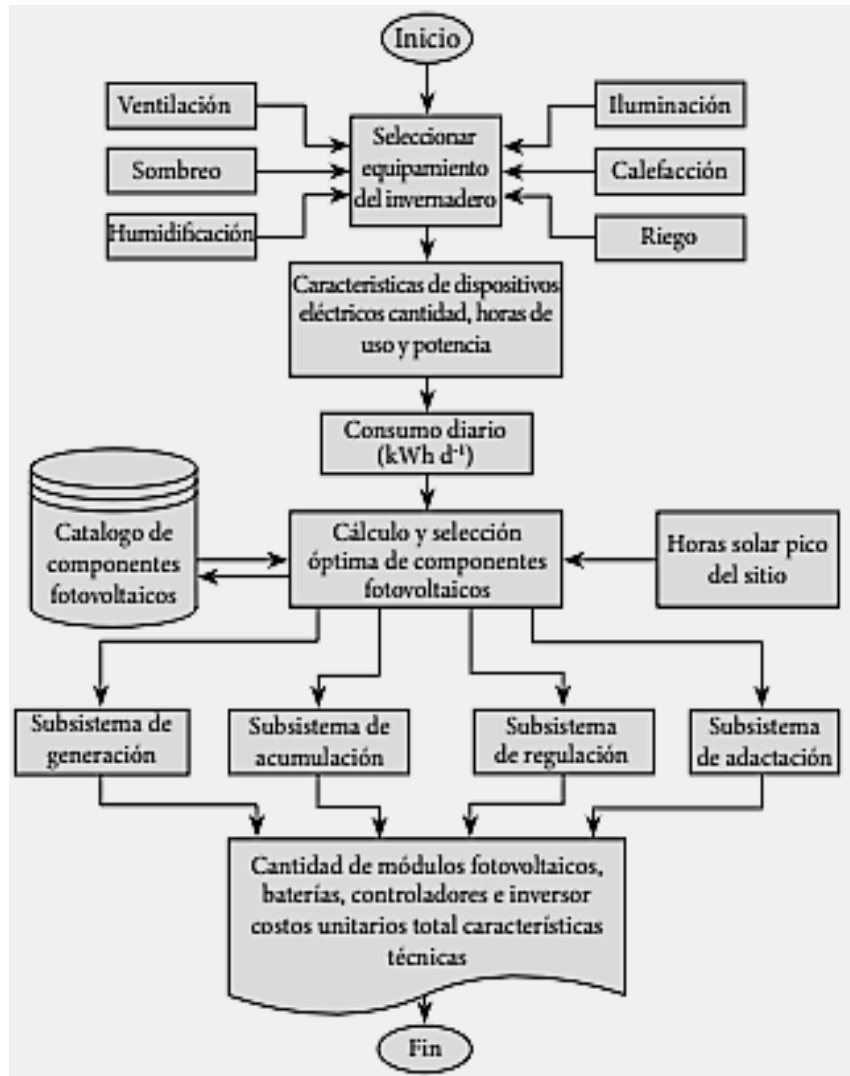 Inicio
Ventilación
Iluminación
Seleccionar
equipamiento
del invernadero
Sombreo
Calefacción
Humidificación
Riego
Caracteristicas de dispositivos
eléctricos cantidad, horas de
uso y potencia
Consumo diario
(kWh d⁻¹)
Catalogo de
componentes
fotovoltaicos
Cálculo y selección
óptima de componentes
fotovoltaicos
Horas solar pico
del sitio
Subsistema de
generación
Subsistema de
acumulación
Subsistema
de regulación
Subsistema
de adactación
Cantidad de módulos fotovoltaicos,
baterías, controladores e inversor
costos unitarios total características
técnicas
Fin